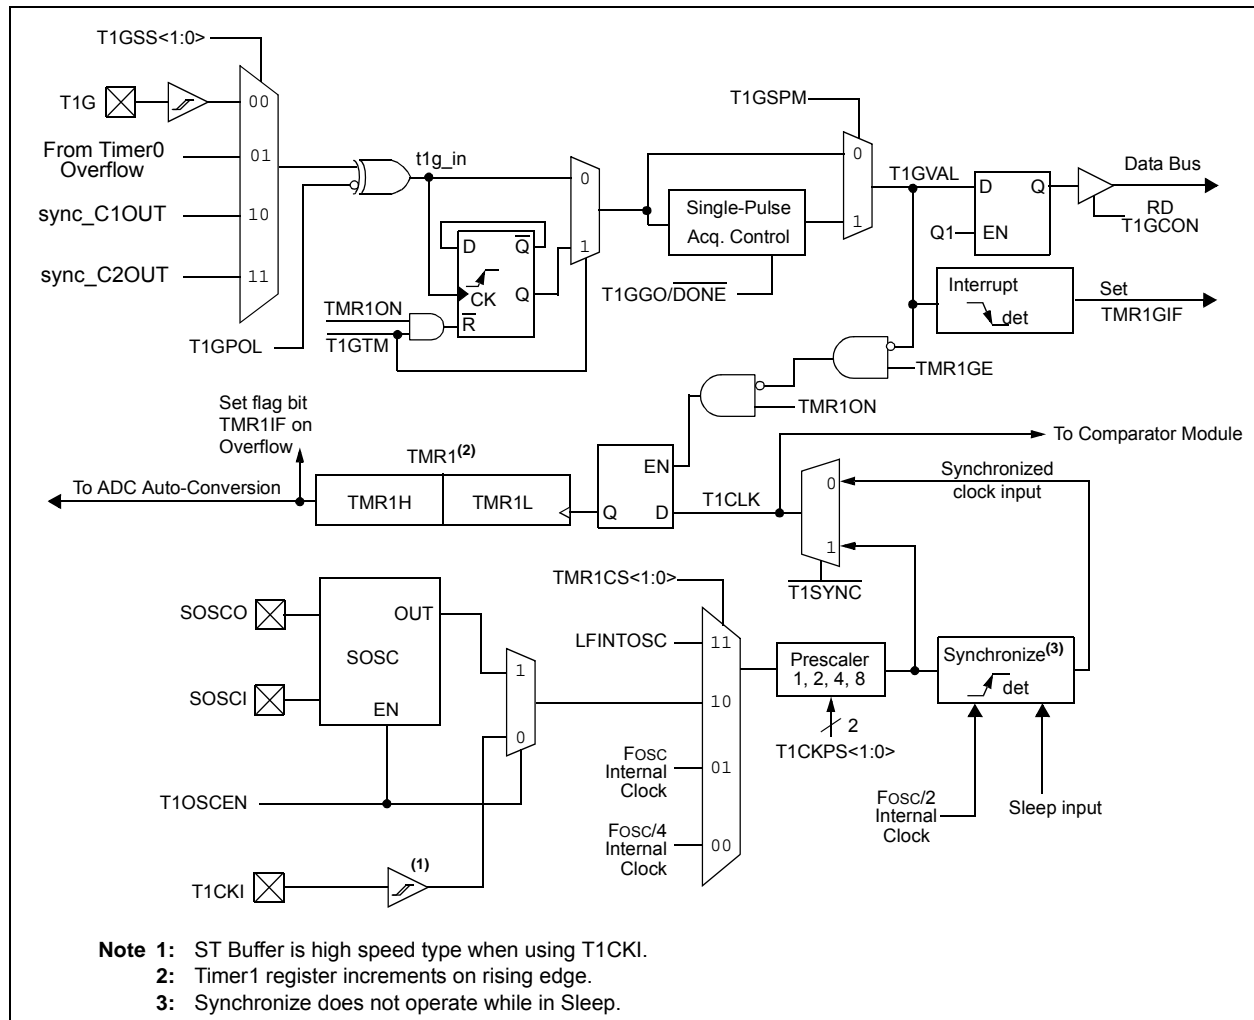 T1GSS<1:0>
T1G
00
From Timer0
Overflow
01
sync_C1OUT
10
sync_C2OUT
11
T1GPOL
t1g_in
D
Q
CK
Q
R
TMR1ON
T1GTM
0
1
T1GSPM
Single-Pulse
Acq. Control
T1GGO/DONE
0
1
T1GVAL
D
Q
Q1
EN
Data Bus
RD
T1GCON
Interrupt
det
Set
TMR1GIF
TMR1GE
TMR1ON
Set flag bit
TMR1IF on
Overflow
To ADC Auto-Conversion
TMR1(2)
TMR1H
TMR1L
EN
Q
D
T1CLK
To Comparator Module
Synchronized
clock input
0
1
T1SYNC
SOSCO
OUT
SOSC
SOSCI
EN
1
0
T1OSCEN
T1CKI
(1)
TMR1CS<1:0>
LFINTOSC
11
10
FOSC
Internal
Clock
01
FOSC/4
Internal
Clock
00
Prescaler
1, 2, 4, 8
2
T1CKPS<1:0>
Synchronize(3)
det
FOSC/2
Internal
Clock
Sleep input
Note 1: ST Buffer is high speed type when using T1CKI.
2: Timer1 register increments on rising edge.
3: Synchronize does not operate while in Sleep.